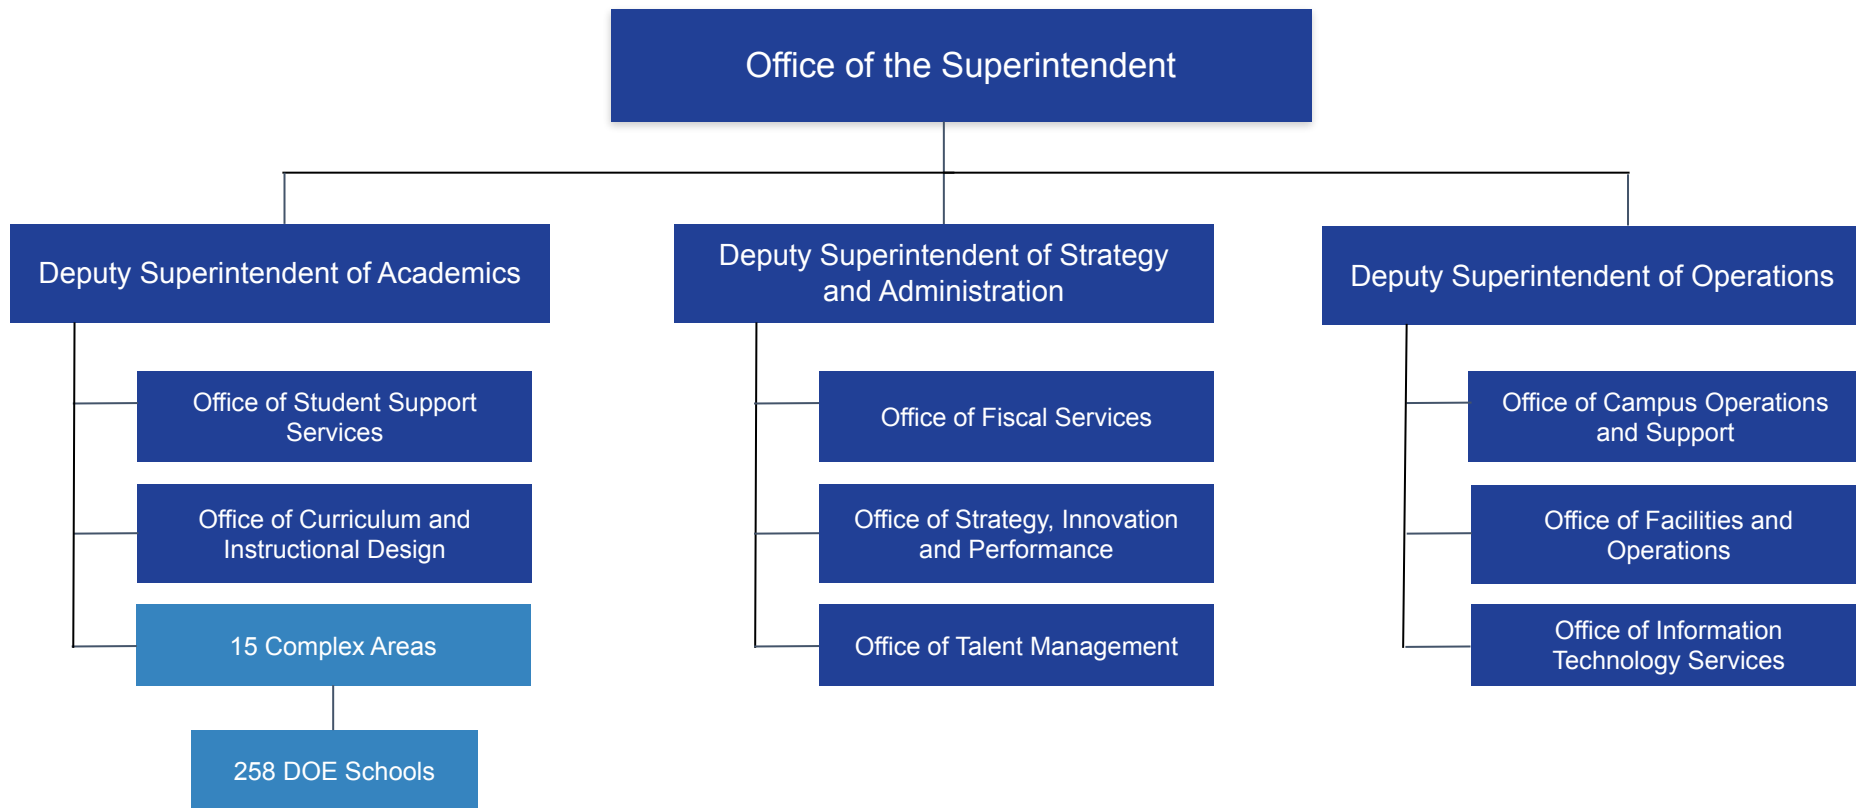 Office of the Superintendent
Deputy Superintendent of Academics
Deputy Superintendent of Strategy
and Administration
Deputy Superintendent of Operations
Office of Student Support
Services
Office of Fiscal Services
Office of Campus Operations
and Support
Office of Curriculum and
Instructional Design
Office of Strategy, Innovation
and Performance
Office of Facilities and
Operations
15 Complex Areas
Office of Talent Management
Office of Information
Technology Services
258 DOE Schools